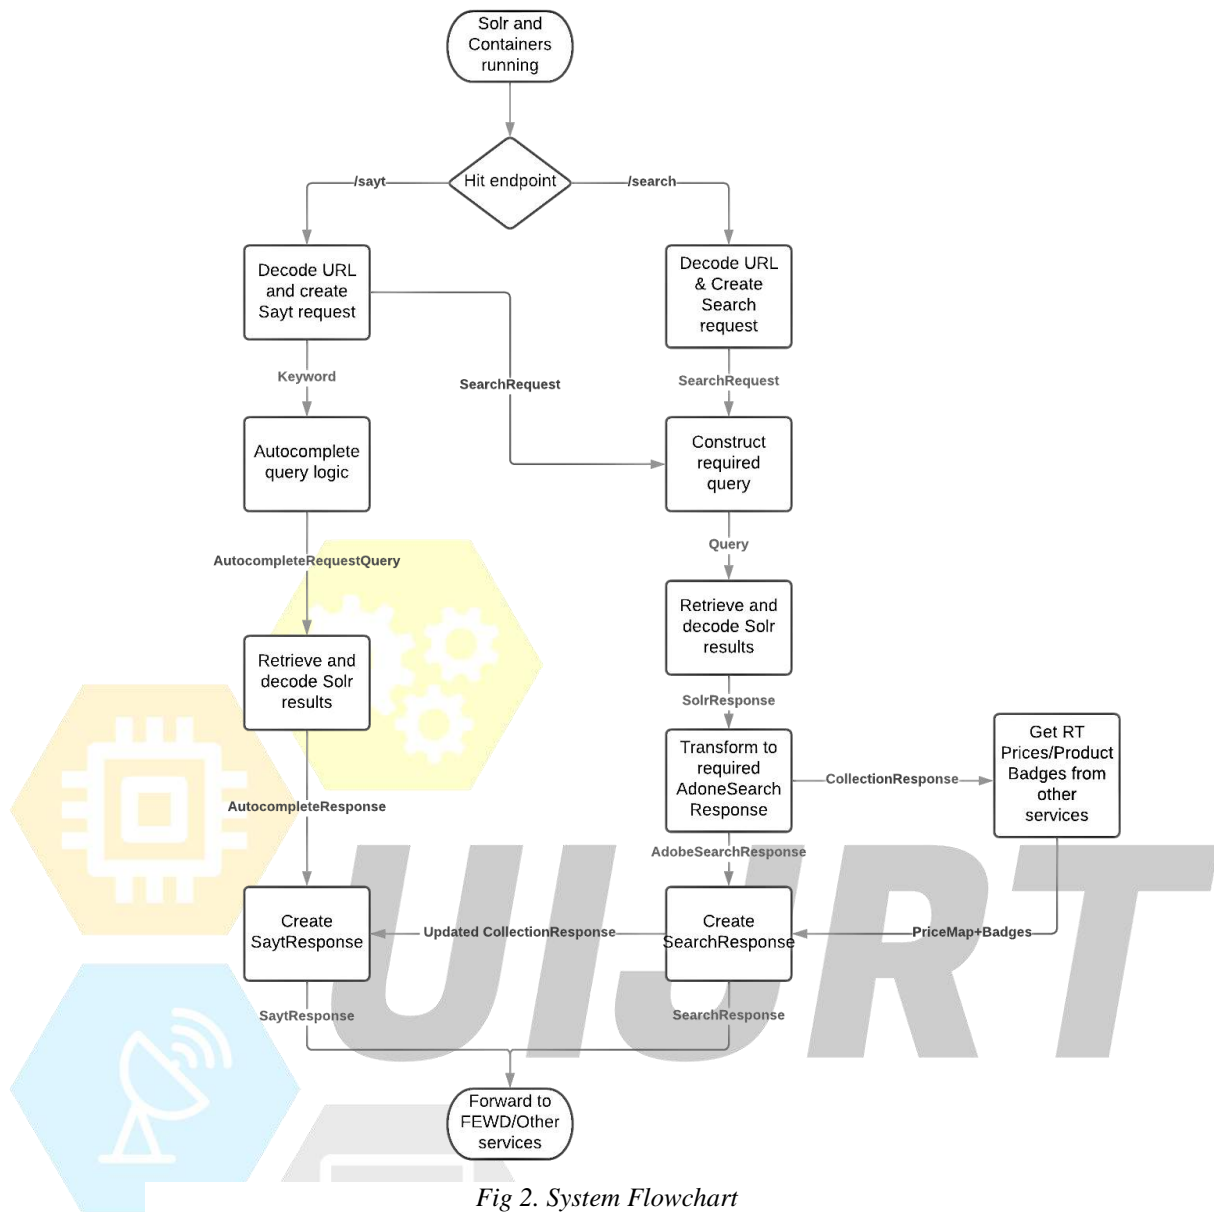 Solr and
Containers
running
Hit endpoint
/sayt
/search
Decode URL
and create
Sayt request
Decode URL
& Create
Search
request
Keyword
SearchRequest
SearchRequest
Autocomplete
query logic
Construct
required
query
AutocompleteRequestQuery
Query
Retrieve and
decode Solr
results
Retrieve and
decode Solr
results
SolrResponse
Transform to
required
AdoneSearch
Response
CollectionResponse
Get RT
Prices/Product
Badges from
other
services
AutocompleteResponse
AdobeSearchResponse
Create
SaytResponse
Updated CollectionResponse
Create
SearchResponse
PriceMap+Badges
SaytResponse
SearchResponse
UIJRT
Forward to
FEWD/Other
services
Fig 2. System Flowchart